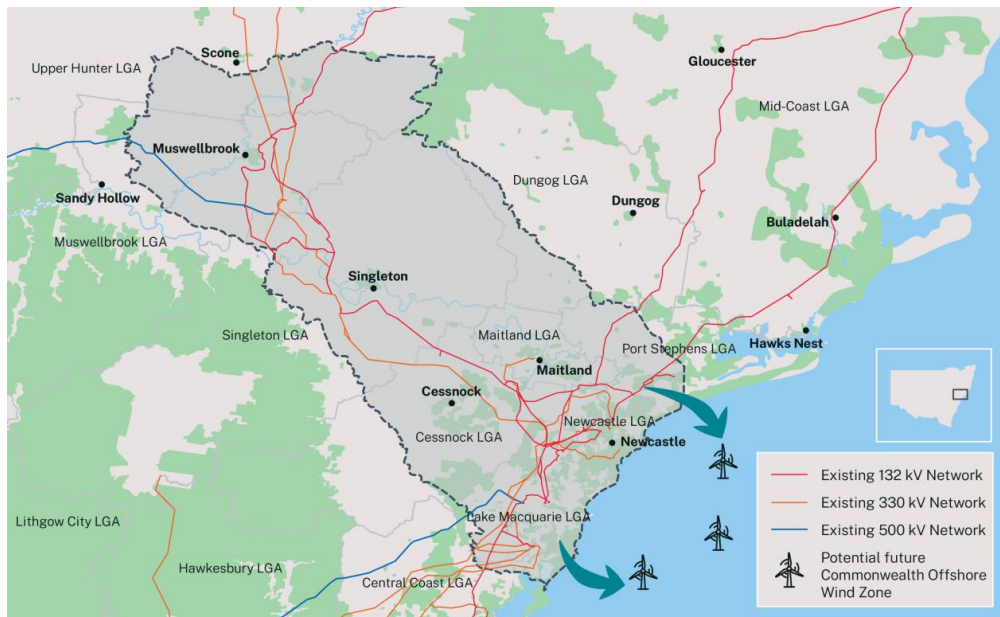 Scone
Upper Hunter LGA
Gloucester
Mid-Coast LGA
Muswellbrook
Sandy Hollow
Dungog LGA
Dungog
Buladelah
Muswellbrook LGA
Singleton
Singleton LGA
Maitland LGA
Port Stephens LGA
Hawks Nest
Maitland
Cessnock
Newcastle LGA
Cessnock LGA
Newcastle
Lake Macquarie LGA
Lithgow City LGA
Hawkesbury LGA
Central Coast LGA
Existing 132 kV Network
Existing 330 kV Network
Existing 500 kV Network
Potential future
Commonwealth Offshore
Wind Zone